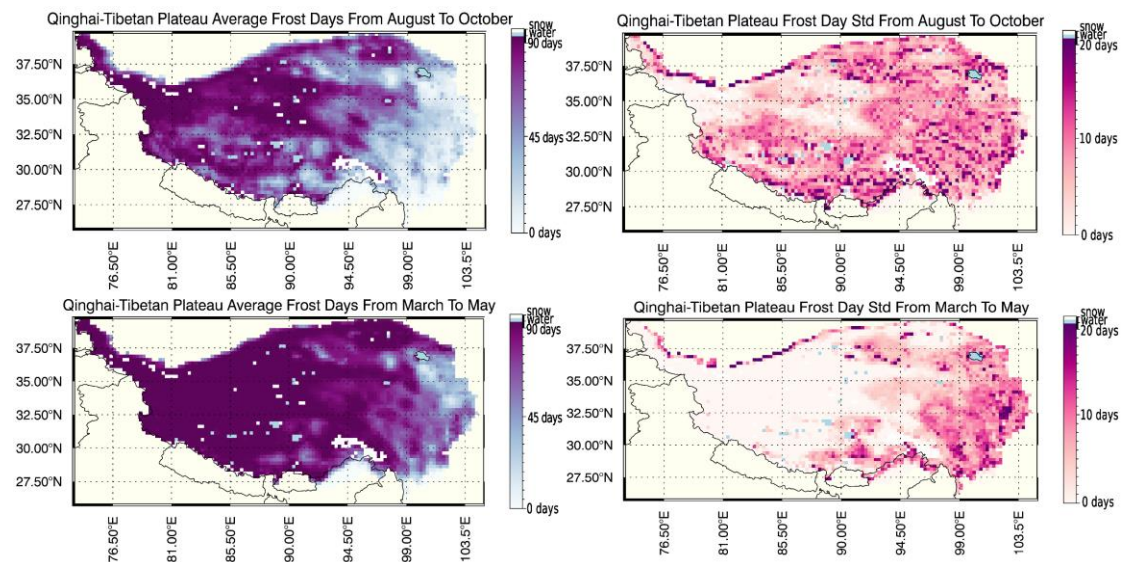 Qinghai-Tibetan Plateau Average Frost Days From August To October
37.50°N
35.00°N
32.50°N
30.00°N
27.50°N
76.50°E
81.00°E
85.50°E
90.00°E
94.50°E
99.00°E
103.5°E
snow
water
90 days
45 days
0 days
Qinghai-Tibetan Plateau Frost Day Std From August To October
37.50°N
35.00°N
32.50°N
30.00°N
27.50°N
76.50°E
81.00°E
85.50°E
90.00°E
94.50°E
99.00°E
103.5°E
snow
water
20 days
10 days
0 days
Qinghai-Tibetan Plateau Average Frost Days From March To May
37.50°N
35.00°N
32.50°N
30.00°N
27.50°N
76.50°E
81.00°E
85.50°E
90.00°E
94.50°E
99.00°E
103.5°E
snow
water
90 days
45 days
0 days
Qinghai-Tibetan Plateau Frost Day Std From March To May
37.50°N
35.00°N
32.50°N
30.00°N
27.50°N
76.50°E
81.00°E
85.50°E
90.00°E
94.50°E
99.00°E
103.5°E
snow
water
20 days
10 days
0 days